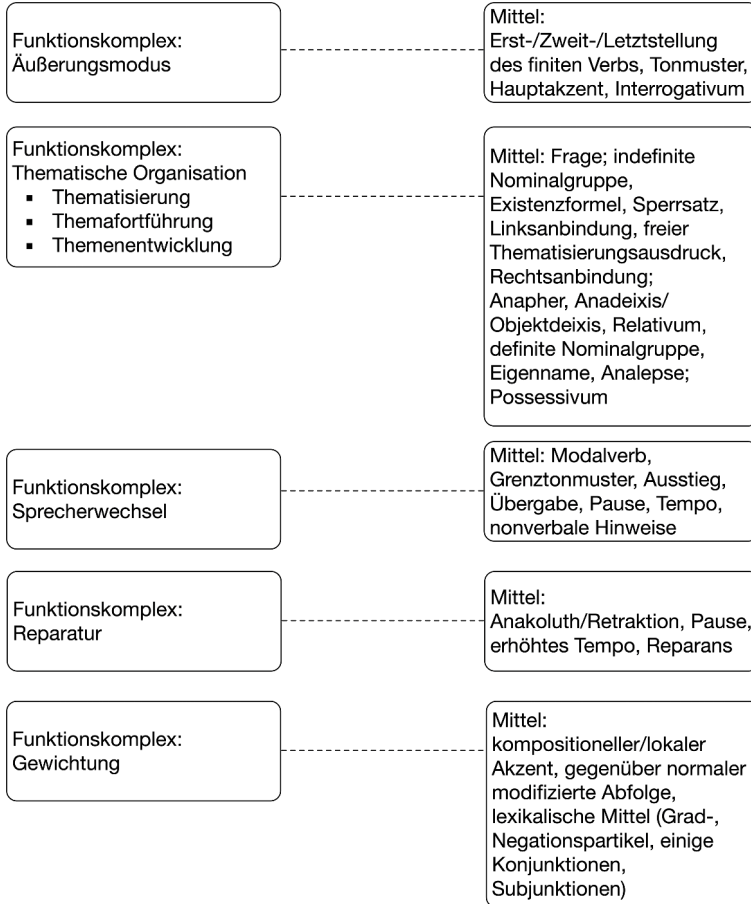 Funktionskomplex:
Äußerungsmodus
Mittel:
Erst-/Zweit-/Letztstellung
des finiten Verbs, Tonmuster,
Hauptakzent, Interrogativum
Funktionskomplex:
Thematische Organisation
▪ Thematisierung
▪ Themafortführung
▪ Themenentwicklung
Mittel: Frage; indefinite
Nominalgruppe,
Existenzformel, Sperrsatz,
Linksanbindung, freier
Thematisierungsausdruck,
Rechtsanbindung;
Anapher, Anadeixis/
Objektdeixis, Relativum,
definite Nominalgruppe,
Eigenname, Analepse;
Possessivum
Funktionskomplex:
Sprecherwechsel
Mittel: Modalverb,
Grenztonmuster, Ausstieg,
Übergabe, Pause, Tempo,
nonverbale Hinweise
Funktionskomplex:
Reparatur
Mittel:
Anakoluth/Retraktion, Pause,
erhöhtes Tempo, Reparans
Funktionskomplex:
Gewichtung
Mittel:
kompositioneller/lokaler
Akzent, gegenüber normaler
modifizierte Abfolge,
lexikalische Mittel (Grad-,
Negationspartikel, einige
Konjunktionen,
Subjunktionen)